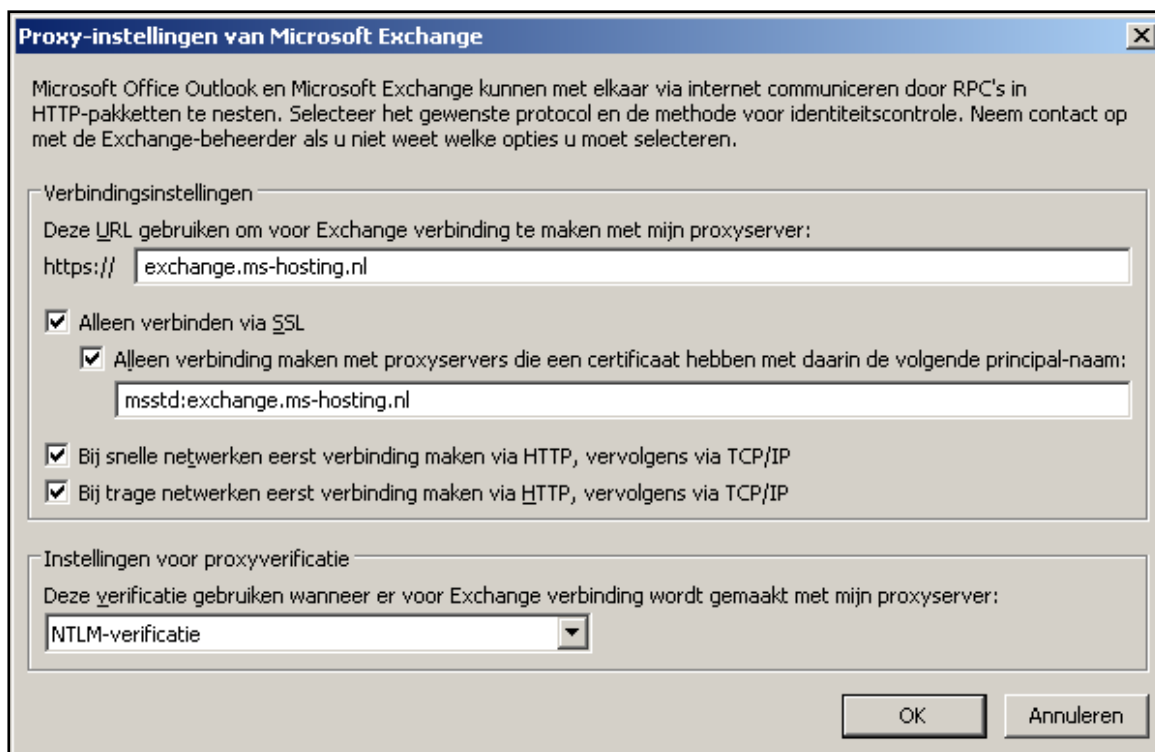 Proxy-instellingen van Microsoft Exchange
Microsoft Office Outlook en Microsoft Exchange kunnen met elkaar via internet communiceren door RPC's in
HTTP-pakketten te nesten. Selecteer het gewenste protocol en de methode voor identiteitscontrole. Neem contact op
met de Exchange-beheerder als u niet weet welke opties u moet selecteren.
Verbindingsinstellingen
Deze URL gebruiken om voor Exchange verbinding te maken met mijn proxyserver:
https:// exchange.ms-hosting.nl
Alleen verbinden via SSL
Alleen verbinding maken met proxyservers die een certificaat hebben met daarin de volgende principal-naam:
msstd:exchange.ms-hosting.nl
Bij snelle netwerken eerst verbinding maken via HTTP, vervolgens via TCP/IP
Bij trage netwerken eerst verbinding maken via HTTP, vervolgens via TCP/IP
Instellingen voor proxyverificatie
Deze verificatie gebruiken wanneer er voor Exchange verbinding wordt gemaakt met mijn proxyserver:
NTLM-verificatie
OK Annuleren